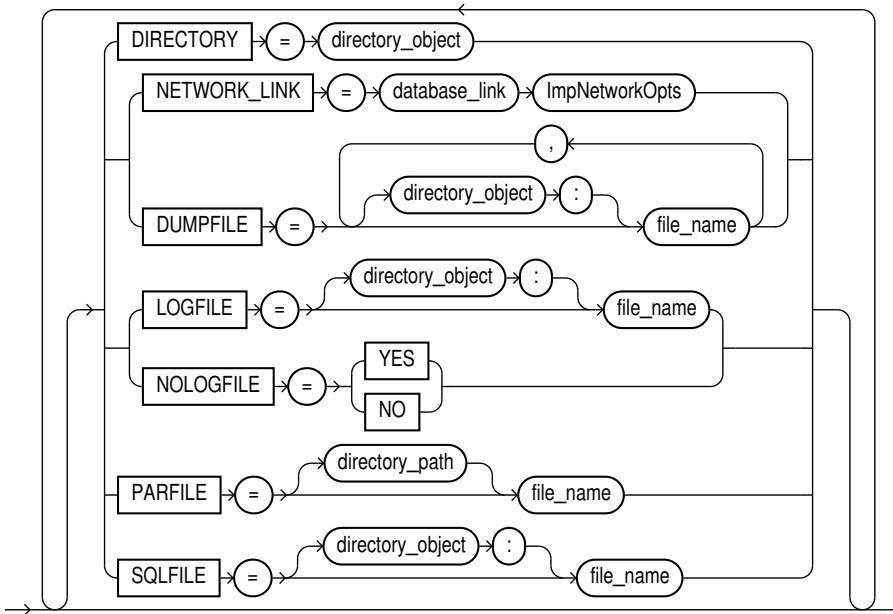 DIRECTORY = directory_object
NETWORK_LINK = database_link ImpNetworkOpts
,
directory_object :
DUMPFILE = file_name
directory_object :
LOGFILE = file_name
YES
NOLOGFILE =
NO
directory_path
PARFILE = file_name
directory_object :
SQLFILE = file_name